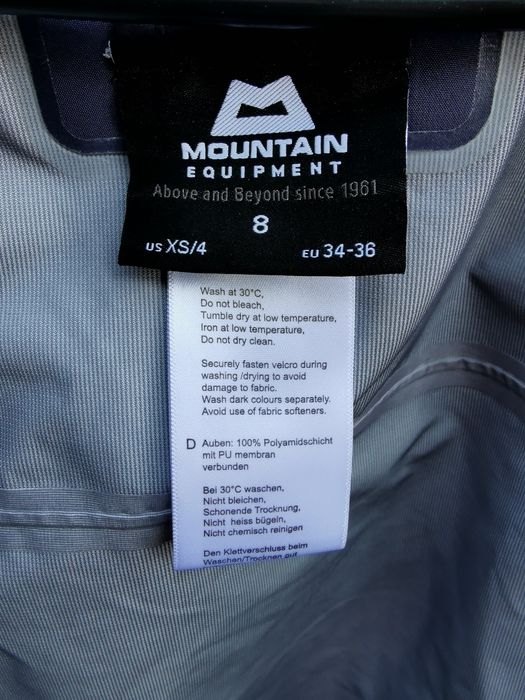 MOUNTAIN
EQUIPMENT
Above and Beyond since 1961
8
US XS/4 EU 34-36
Wash at 30°C,
Do not bleach,
Tumble dry at low temperature,
Iron at low temperature,
Do not dry clean.
Securely fasten velcro during
washing /drying to avoid
damage to fabric.
Wash dark colours separately.
Avoid use of fabric softeners.
D Auben: 100% Polyamidschicht
mit PU membran
verbunden
Bei 30°C waschen,
Nicht bleichen,
Schonende Trocknung,
Nicht heiss bügeln,
Nicht chemisch reinigen
Den Klettverschluss beim
Waschen/Trocknen auf